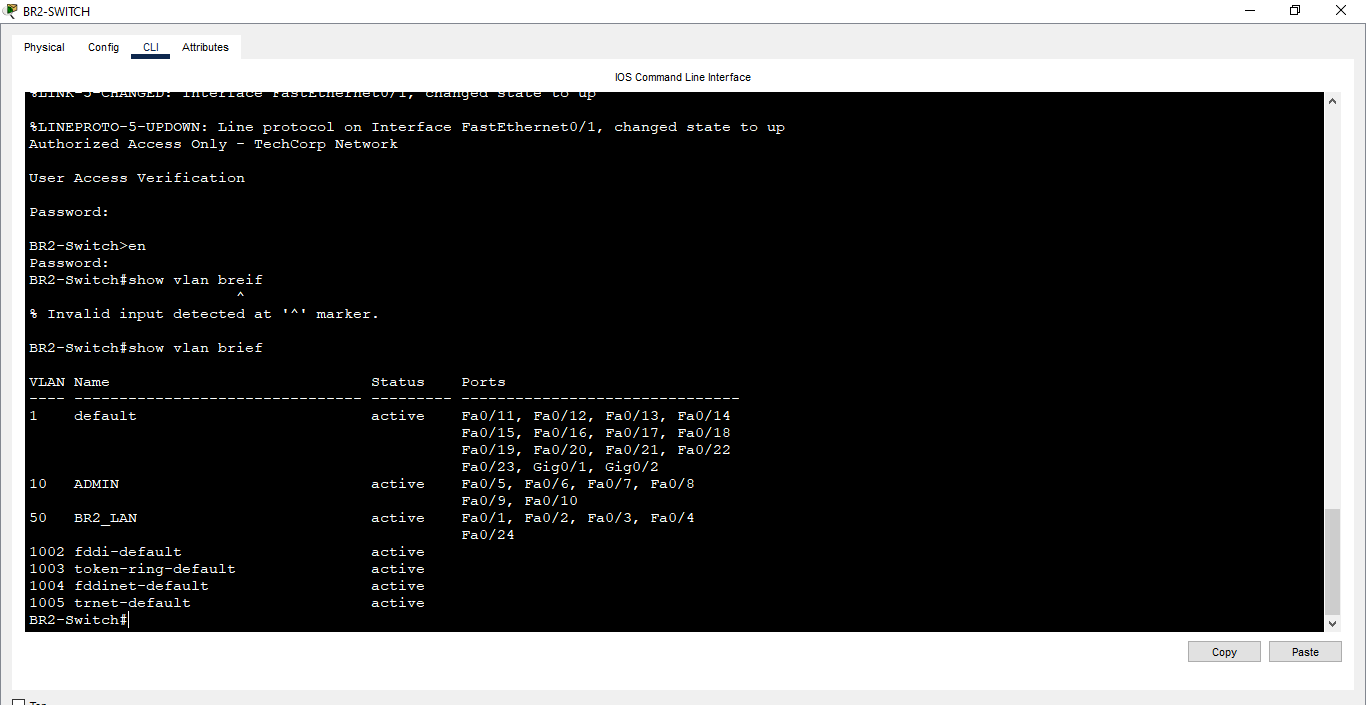 BR2-SWITCH
Physical Config CLI Attributes
IOS Command Line Interface
%LINK-5-CHANGED: Interface FastEthernet0/1, changed state to up
%LINEPROTO-5-UPDOWN: Line protocol on Interface FastEthernet0/1, changed state to up
Authorized Access Only - TechCorp Network
User Access Verification
Password:
BR2-Switch>en
Password:
BR2-Switch#show vlan breif
^
% Invalid input detected at '^' marker.
BR2-Switch#show vlan brief
VLAN Name Status Ports
---- -------------------------------- --------- -------------------------------
1 default active Fa0/11, Fa0/12, Fa0/13, Fa0/14
Fa0/15, Fa0/16, Fa0/17, Fa0/18
Fa0/19, Fa0/20, Fa0/21, Fa0/22
Fa0/23, Gig0/1, Gig0/2
10 ADMIN active Fa0/5, Fa0/6, Fa0/7, Fa0/8
Fa0/9, Fa0/10
50 BR2_LAN active Fa0/1, Fa0/2, Fa0/3, Fa0/4
Fa0/24
1002 fddi-default active
1003 token-ring-default active
1004 fddinet-default active
1005 trnet-default active
BR2-Switch#
Copy Paste
Top